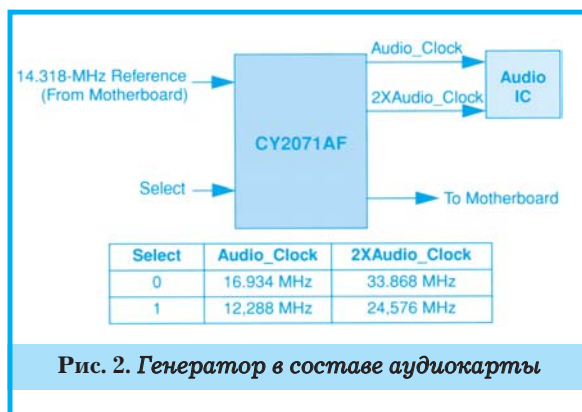 Audio_Clock
14.318-MHz Reference
(From Motherboard)
Audio
IC
2XAudio_Clock
CY2071AF
Select
To Motherboard
Select Audio_Clock 2XAudio_Clock
0 16.934 MHz 33.868 MHz
1 12,288 MHz 24,576 MHz
Рис. 2. Генератор в составе аудиокарты